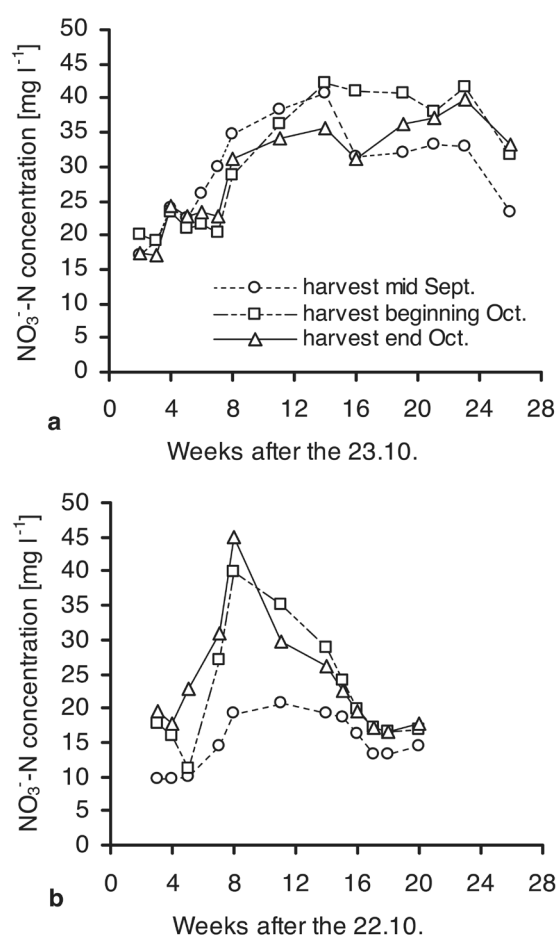 50
45
40
35
30
25
20
15
10
5
0
NO₃⁻-N concentration [mg l⁻¹]
harvest mid Sept.
harvest beginning Oct.
harvest end Oct.
0 4 8 12 16 20 24 28
a
Weeks after the 23.10.
50
45
40
35
30
25
20
15
10
5
0
NO₃⁻-N concentration [mg l⁻¹]
0 4 8 12 16 20 24 28
b
Weeks after the 22.10.